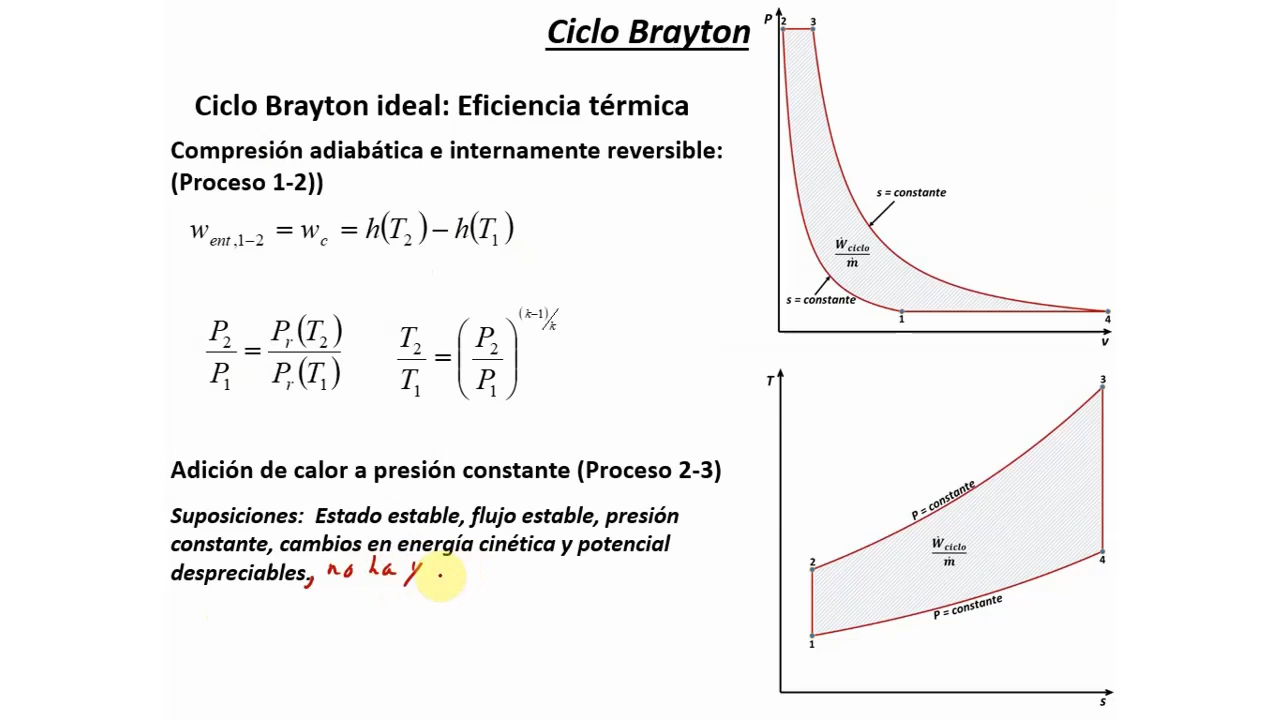 Ciclo Brayton
Ciclo Brayton ideal: Eficiencia térmica
Compresión adiabática e internamente reversible:
(Proceso 1-2))
w_{ent,1-2} = w_c = h(T_2) - h(T_1)
P_2/P_1 = P_r(T_2)/P_r(T_1)
T_2/T_1 = (P_2/P_1)^{(k-1)/k}
Adición de calor a presión constante (Proceso 2-3)
Suposiciones: Estado estable, flujo estable, presión
constante, cambios en energía cinética y potencial
despreciables., no hay
P
2
3
s = constante
Ẇ_ciclo/ṁ
s = constante
1
4
v
T
3
P = constante
2
Ẇ_ciclo/ṁ
4
P = constante
1
s